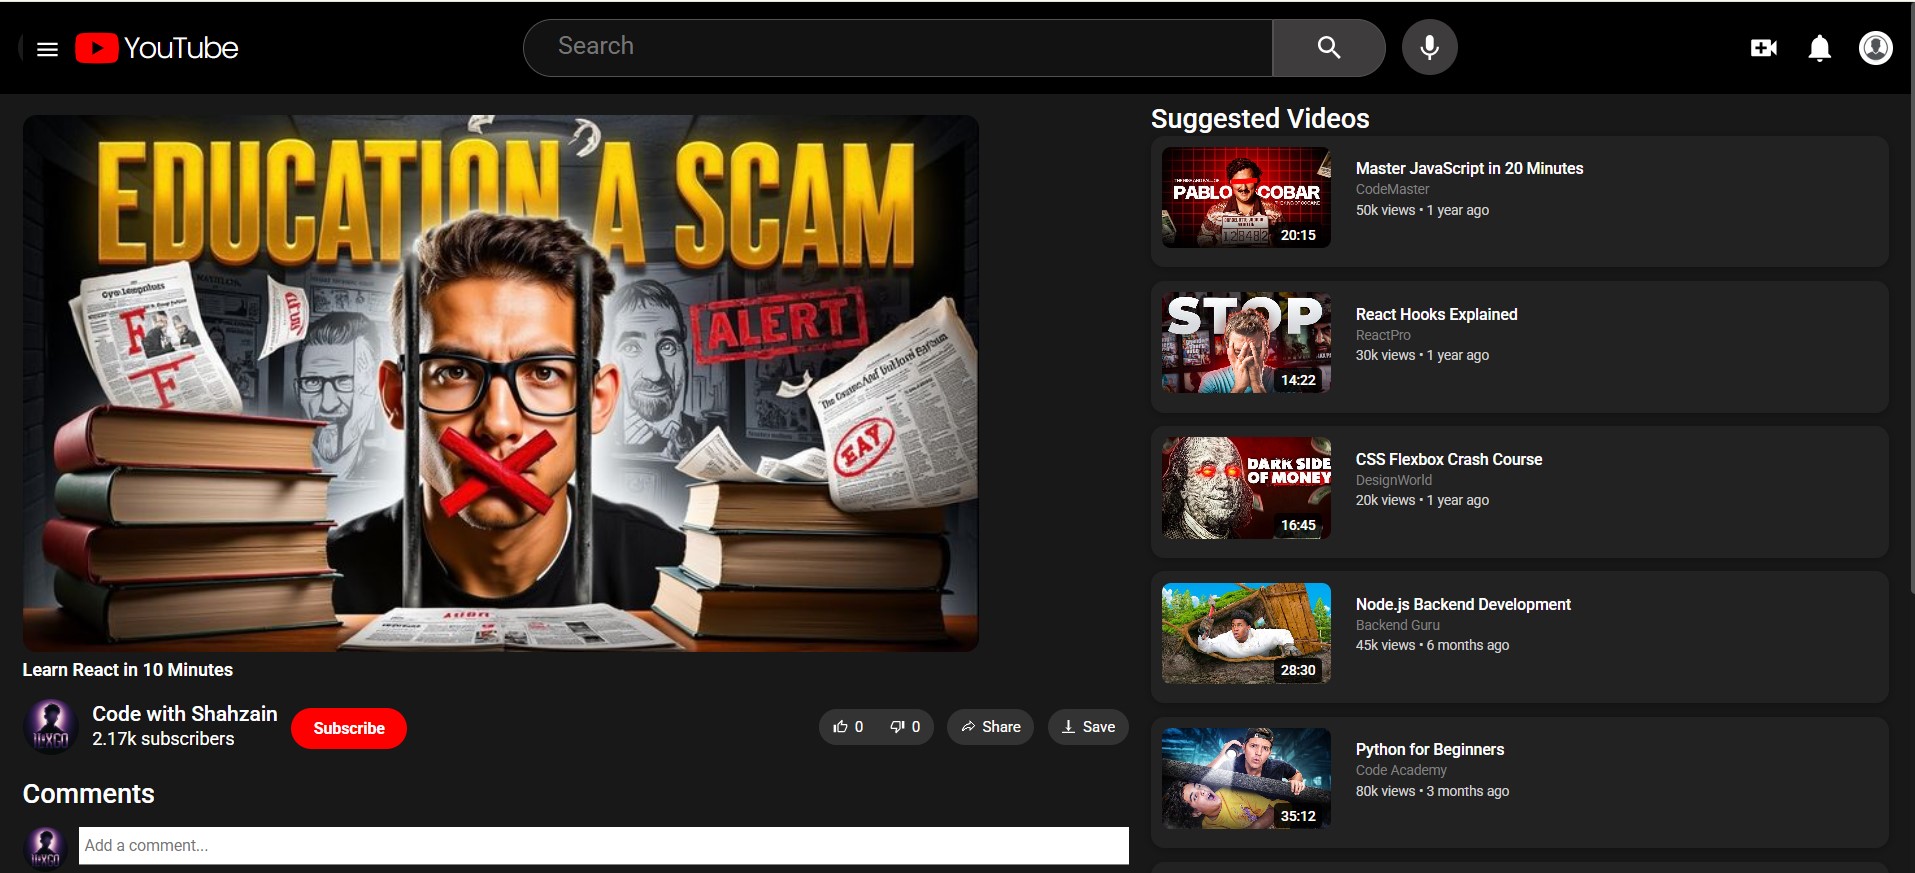 YouTube
Search
EDUCATION A SCAM
ALERT
F
F
EAY
Learn React in 10 Minutes
Code with Shahzain
2.17k subscribers
Subscribe
0
0
Share
Save
Comments
Add a comment...
Suggested Videos
PABLO COBAR
20:15
Master JavaScript in 20 Minutes
CodeMaster
50k views • 1 year ago
STOP
14:22
React Hooks Explained
ReactPro
30k views • 1 year ago
DARK SIDE
OF MONEY
16:45
CSS Flexbox Crash Course
DesignWorld
20k views • 1 year ago
28:30
Node.js Backend Development
Backend Guru
45k views • 6 months ago
35:12
Python for Beginners
Code Academy
80k views • 3 months ago